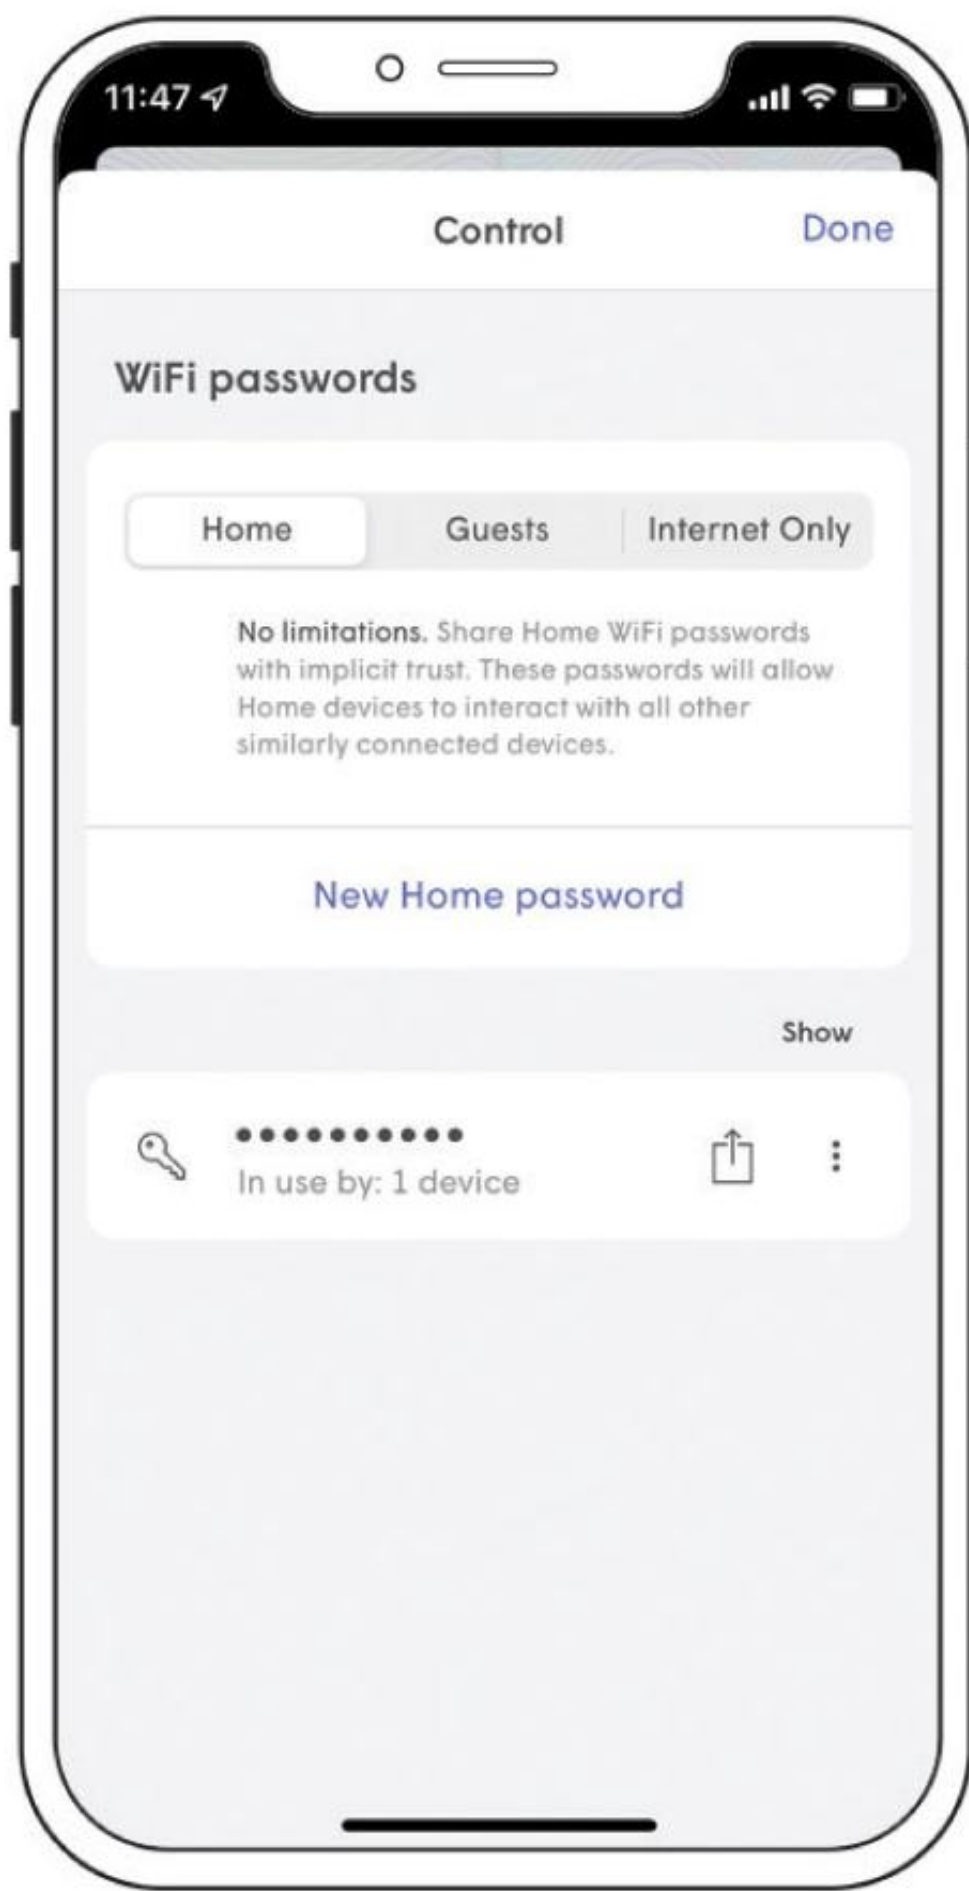 11:47
Control
Done
WiFi passwords
Home
Guests
Internet Only
No limitations. Share Home WiFi passwords
with implicit trust. These passwords will allow
Home devices to interact with all other
similarly connected devices.
New Home password
Show
••••••••••
In use by: 1 device